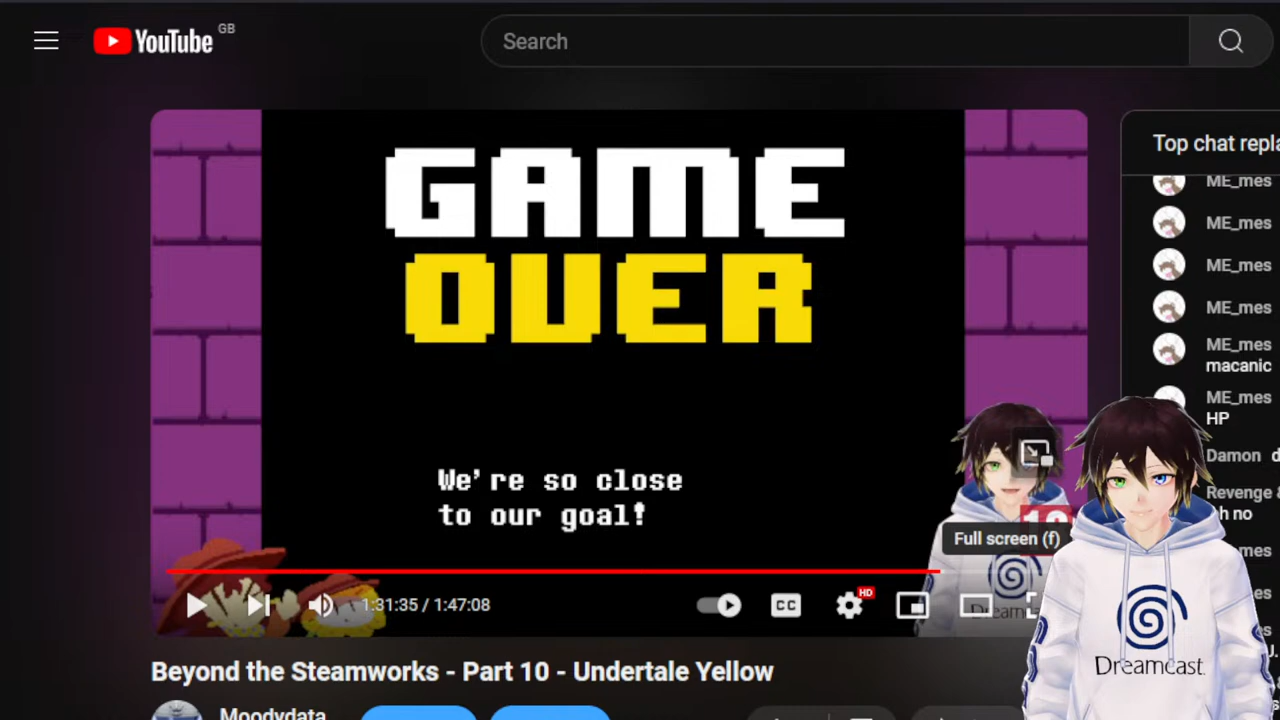 YouTube GB
Search
GAME
OVER
We're so close
to our goal!
Full screen (f)
HD
1:31:35 / 1:47:08
CC
Beyond the Steamworks - Part 10 - Undertale Yellow
Moodydata
Top chat
ME_mes
ME_mes
ME_mes
ME_mes
ME_mes
macanic
ME_mes
HP
Damon
Revenge
no
Dreamcast